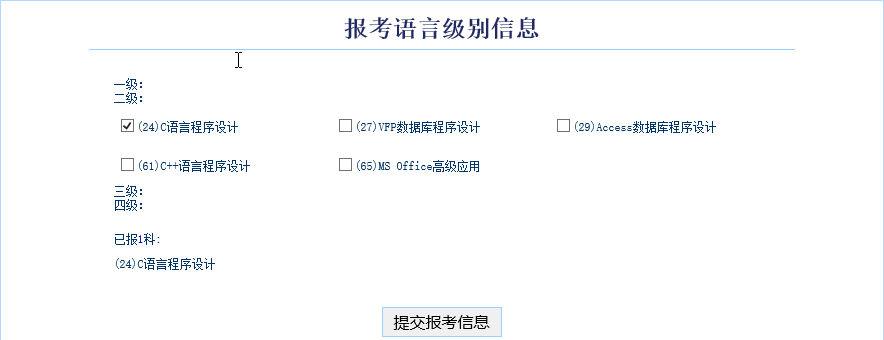 报考语言级别信息
一级:
二级:
(24)C语言程序设计 (27)VFP数据库程序设计 (29)Access数据库程序设计
(61)C++语言程序设计 (65)MS Office高级应用
三级:
四级:
已报1科:
(24)C语言程序设计
提交报考信息